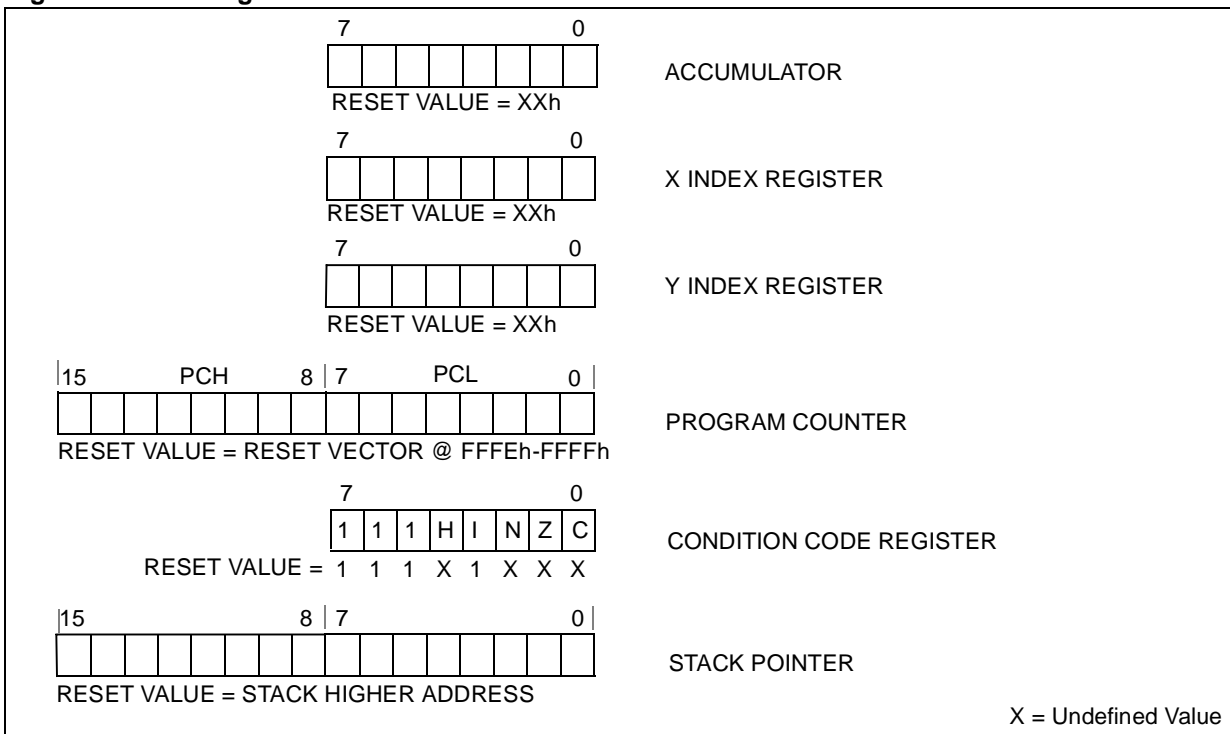 7 0
ACCUMULATOR
RESET VALUE = XXh
7 0
X INDEX REGISTER
RESET VALUE = XXh
7 0
Y INDEX REGISTER
RESET VALUE = XXh
15 PCH 8 7 PCL 0
PROGRAM COUNTER
RESET VALUE = RESET VECTOR @ FFFEh-FFFFh
7 0
1 1 1 H I N Z C
CONDITION CODE REGISTER
RESET VALUE = 1 1 1 X 1 X X X
15 8 7 0
STACK POINTER
RESET VALUE = STACK HIGHER ADDRESS
X = Undefined Value